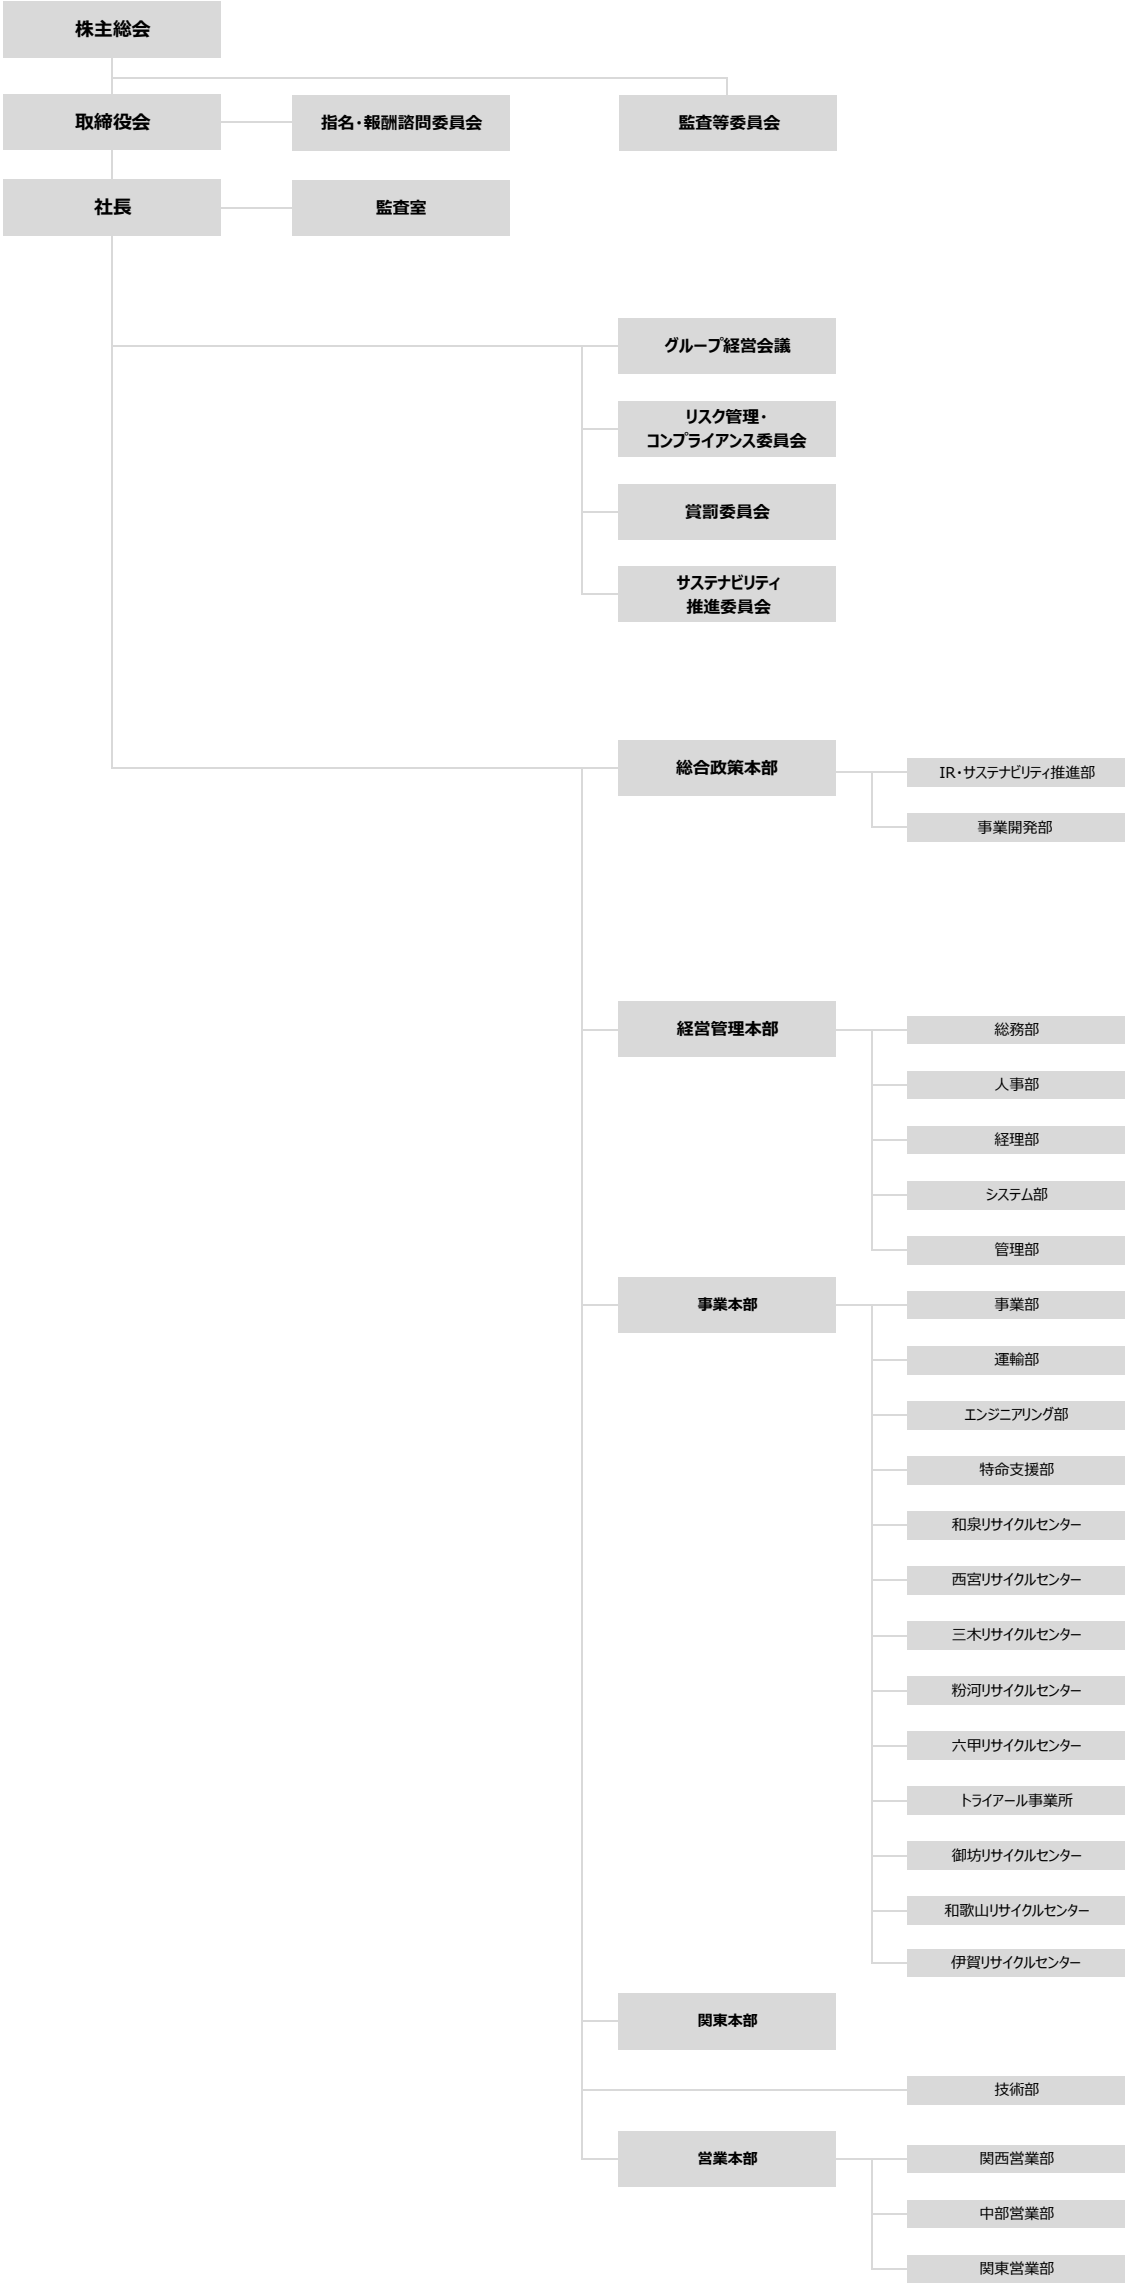 株主総会
取締役会
指名・報酬諮問委員会
監査等委員会
社長
監査室
グループ経営会議
リスク管理・
コンプライアンス委員会
賞罰委員会
サステナビリティ
推進委員会
総合政策本部
IR・サステナビリティ推進部
事業開発部
経営管理本部
総務部
人事部
経理部
システム部
管理部
事業本部
事業部
運輸部
エンジニアリング部
特命支援部
和泉リサイクルセンター
西宮リサイクルセンター
三木リサイクルセンター
粉河リサイクルセンター
六甲リサイクルセンター
トライアール事業所
御坊リサイクルセンター
和歌山リサイクルセンター
伊賀リサイクルセンター
関東本部
技術部
営業本部
関西営業部
中部営業部
関東営業部